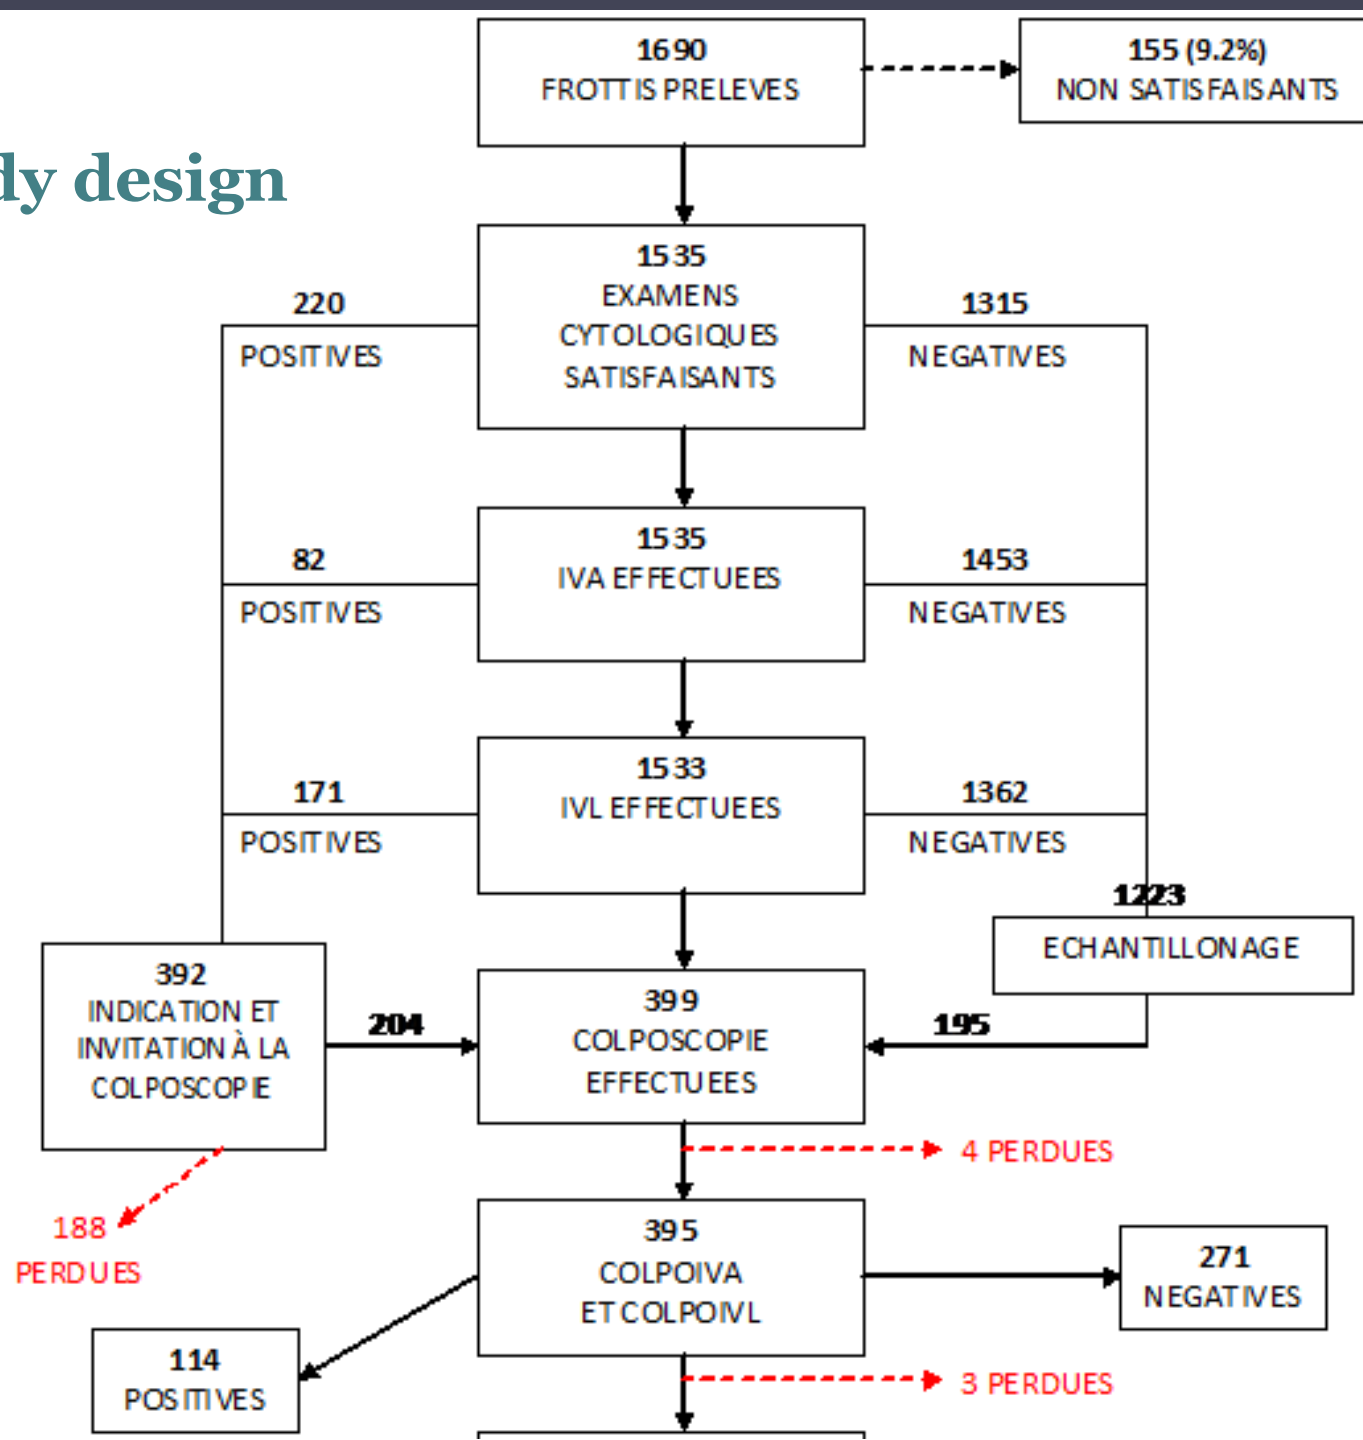 1690
FROTTIS PRELEVES
155 (9.2%)
NON SATISFAISANTS
dy design
1535
EXAMENS
CYTOLOGIQUES
SATISFAISANTS
220
POSITIVES
1315
NEGATIVES
1535
IVA EFFECTUEES
82
POSITIVES
1453
NEGATIVES
1533
IVL EFFECTUEES
171
POSITIVES
1362
NEGATIVES
1223
ECHANTILLONAGE
392
INDICATION ET
INVITATION À LA
COLPOSCOPIE
204
399
COLPOSCOPIE
EFFECTUEES
195
4 PERDUES
188
PERDUES
395
COLPOIVA
ET COLPOIVL
271
NEGATIVES
114
POSITIVES
3 PERDUES